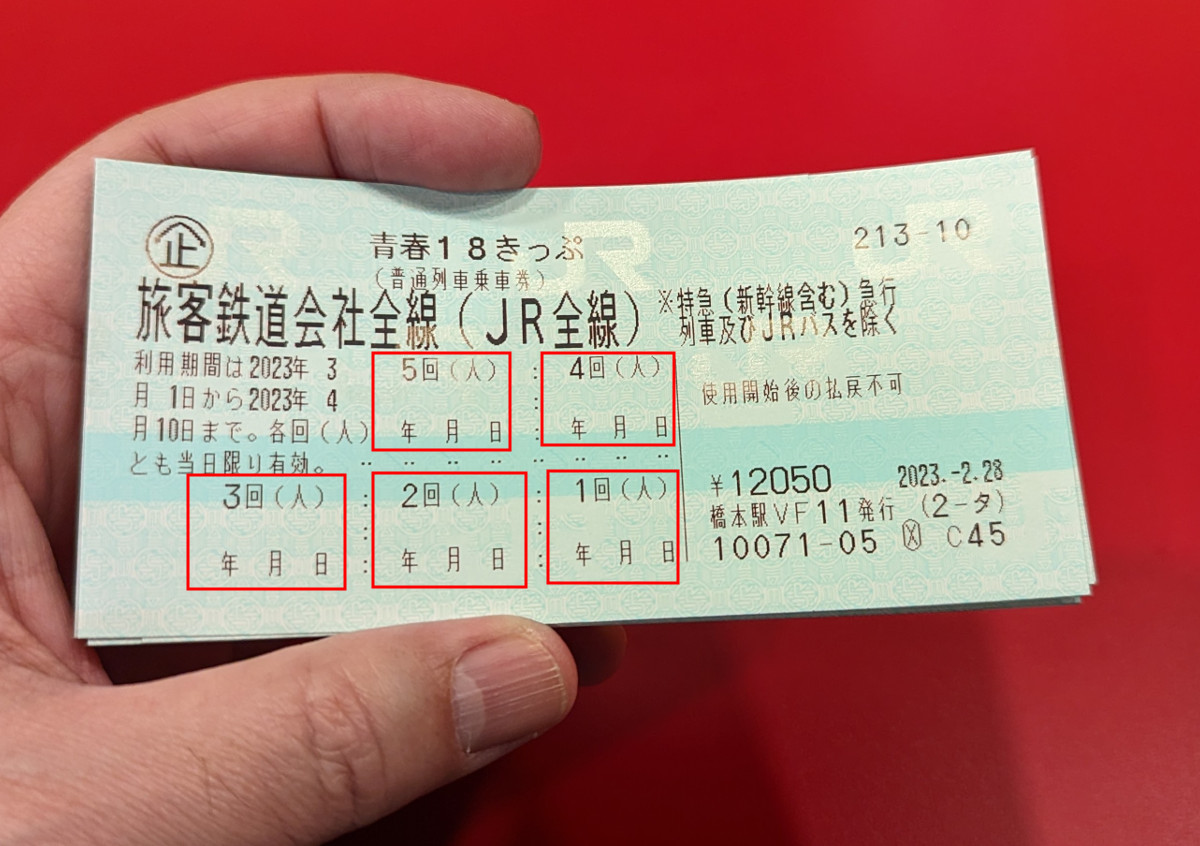 企 青春18きっぷ 213-10
(普通列車乗車券)
旅客鉄道会社全線(JR全線) ※特急(新幹線含む)急行
列車及びJRバスを除く
利用期間は2023年 3
月 1日から2023年 4
月10日まで。各回(人)
とも当日限り有効。
5回(人) : 4回(人)
年 月 日 : 年 月 日
3回(人) : 2回(人) : 1回(人)
年 月 日 : 年 月 日 : 年 月 日
使用開始後の払戻不可
¥12050 2023.-2.28
橋本駅VF11発行 (2-タ)
10071-05 C45
JR JR